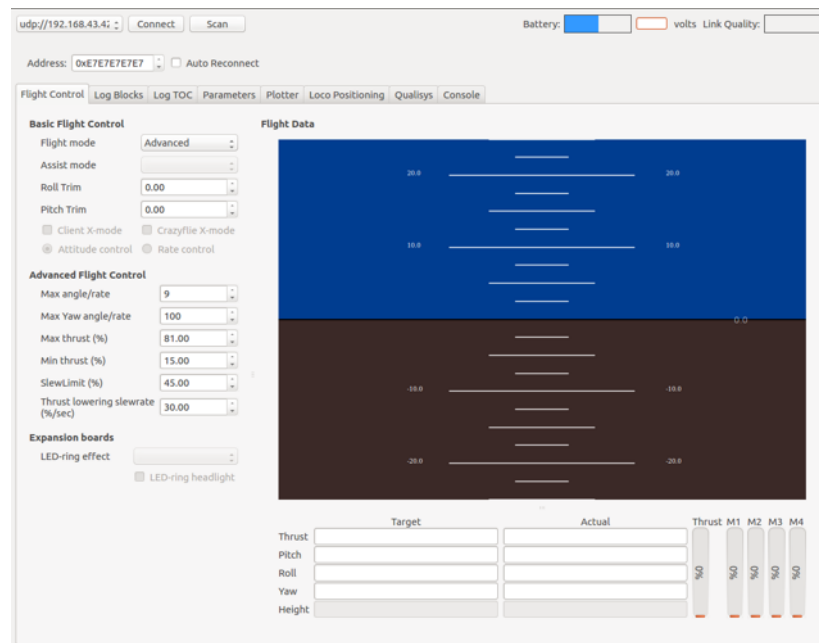 udp://192.168.43.42 Connect Scan Battery: volts Link Quality:
Address: 0xE7E7E7E7E7 Auto Reconnect
Flight Control Log Blocks Log TOC Parameters Plotter Loco Positioning Qualisys Console
Basic Flight Control
Flight mode Advanced
Assist mode
Roll Trim 0.00
Pitch Trim 0.00
Client X-mode Crazyflie X-mode
Attitude control Rate control
Advanced Flight Control
Max angle/rate 9
Max Yaw angle/rate 100
Max thrust (%) 81.00
Min thrust (%) 15.00
SlewLimit (%) 45.00
Thrust lowering slewrate
(%/sec) 30.00
Expansion boards
LED-ring effect
LED-ring headlight
Flight Data
20.0 20.0
10.0 10.0
0.0
-10.0 -10.0
-20.0 -20.0
Target Actual Thrust M1 M2 M3 M4
Thrust
Pitch
Roll
Yaw
Height
0% 0% 0% 0% 0%